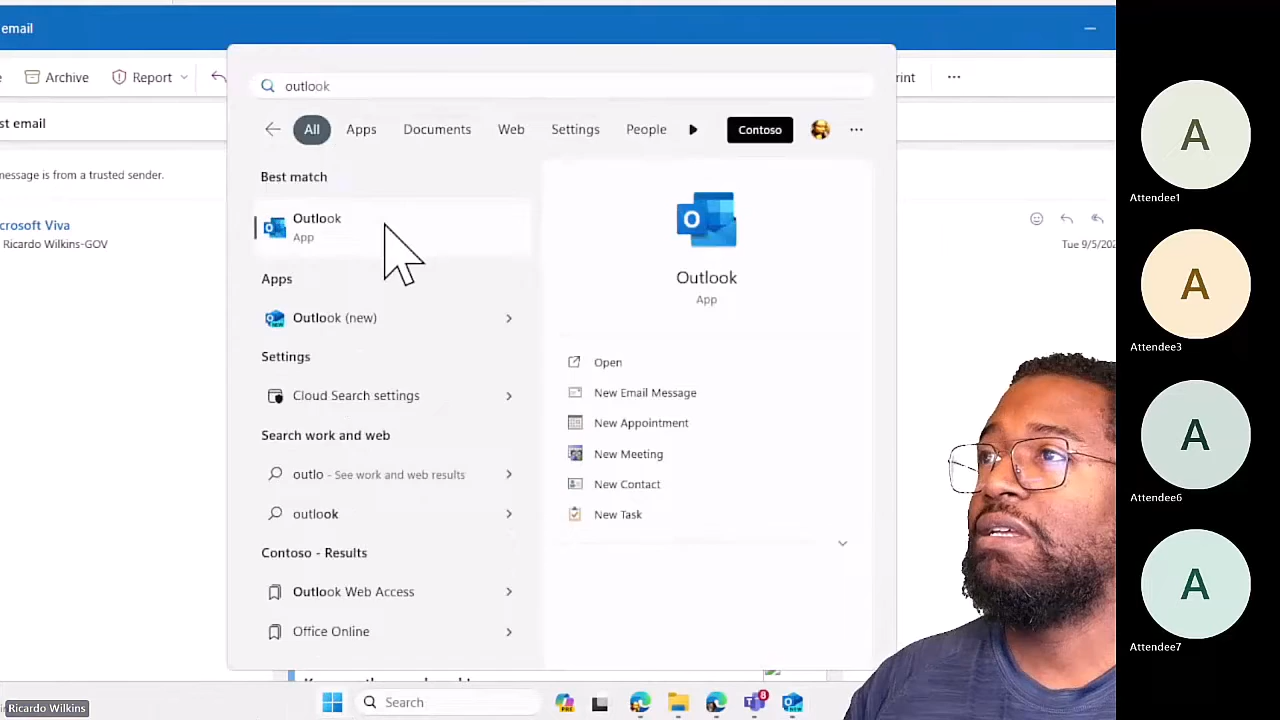 email
Archive
Report
rint
···
st email
essage is from a trusted sender.
crosoft Viva
Ricardo Wilkins-GOV
Tue 9/5/202
outlook
All
Apps
Documents
Web
Settings
People
Contoso
···
Best match
Outlook
App
Apps
Outlook (new)
Settings
Cloud Search settings
Search work and web
outlo - See work and web results
outlook
Contoso - Results
Outlook Web Access
Office Online
O
Outlook
App
Open
New Email Message
New Appointment
New Meeting
New Contact
New Task
Search
PRE
8
NEW
Ricardo Wilkins
A
Attendee1
A
Attendee3
A
Attendee6
A
Attendee7